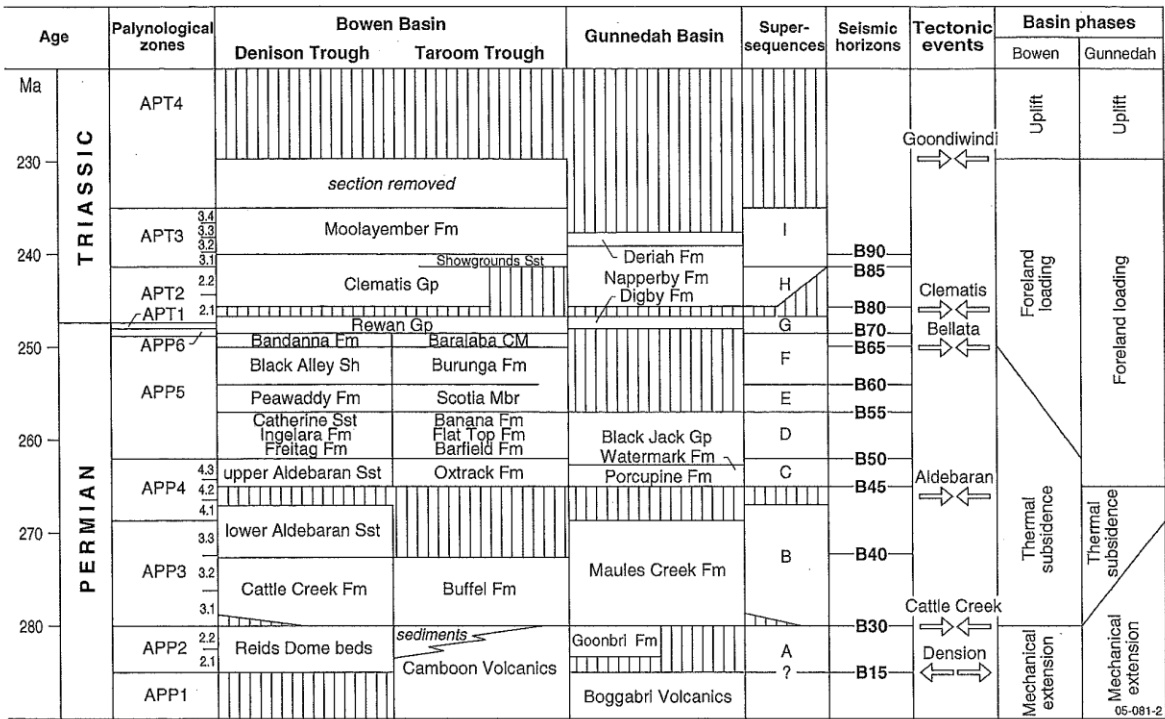 Age
Palynological
zones
Bowen Basin
Denison Trough
Taroom Trough
Gunnedah Basin
Super-
sequences
Seismic
horizons
Tectonic
events
Basin phases
Bowen
Gunnedah
Ma
230
240
250
260
270
280
TRIASSIC
PERMIAN
APT4
APT3
3.4
3.3
3.2
3.1
APT2
2.2
2.1
APT1
APP6
APP5
APP4
4.3
4.2
4.1
APP3
3.3
3.2
3.1
APP2
2.2
2.1
APP1
section removed
Moolayember Fm
Showgrounds Sst
Clematis Gp
Rewan Gp
Bandanna Fm
Baralaba CM
Black Alley Sh
Burunga Fm
Peawaddy Fm
Scotia Mbr
Catherine Sst
Ingelara Fm
Freitag Fm
Banana Fm
Flat Top Fm
Barfield Fm
upper Aldebaran Sst
Oxtrack Fm
lower Aldebaran Sst
Cattle Creek Fm
Buffel Fm
Reids Dome beds
sediments
Camboon Volcanics
Deriah Fm
Napperby Fm
Digby Fm
Black Jack Gp
Watermark Fm
Porcupine Fm
Maules Creek Fm
Goonbri Fm
Boggabri Volcanics
I
H
G
F
E
D
C
B
A
?
B90
B85
B80
B70
B65
B60
B55
B50
B45
B40
B30
B15
Goondiwindi
Clematis
Bellata
Aldebaran
Cattle Creek
Dension
Uplift
Foreland
loading
Thermal
subsidence
Mechanical
extension
Uplift
Foreland loading
Thermal
subsidence
Mechanical
extension
05-081-2